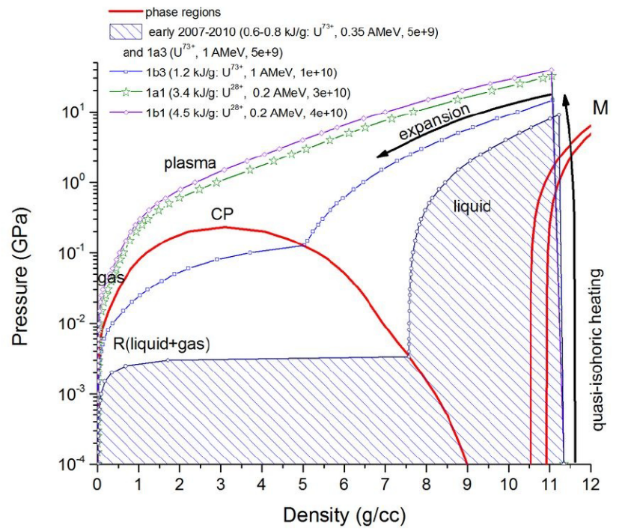 phase regions
early 2007-2010 (0.6-0.8 kJ/g: U⁷³⁺, 0.35 AMeV, 5e+9)
and 1a3 (U⁷³⁺, 1 AMeV, 5e+9)
1b3 (1.2 kJ/g: U⁷³⁺, 1 AMeV, 1e+10)
1a1 (3.4 kJ/g: U²⁸⁺, 0.2 AMeV, 3e+10)
1b1 (4.5 kJ/g: U²⁸⁺, 0.2 AMeV, 4e+10)
Pressure (GPa)
10¹
10⁰
10⁻¹
10⁻²
10⁻³
10⁻⁴
plasma
expansion
M
CP
liquid
gas
R(liquid+gas)
quasi-isohoric heating
0 1 2 3 4 5 6 7 8 9 10 11 12
Density (g/cc)